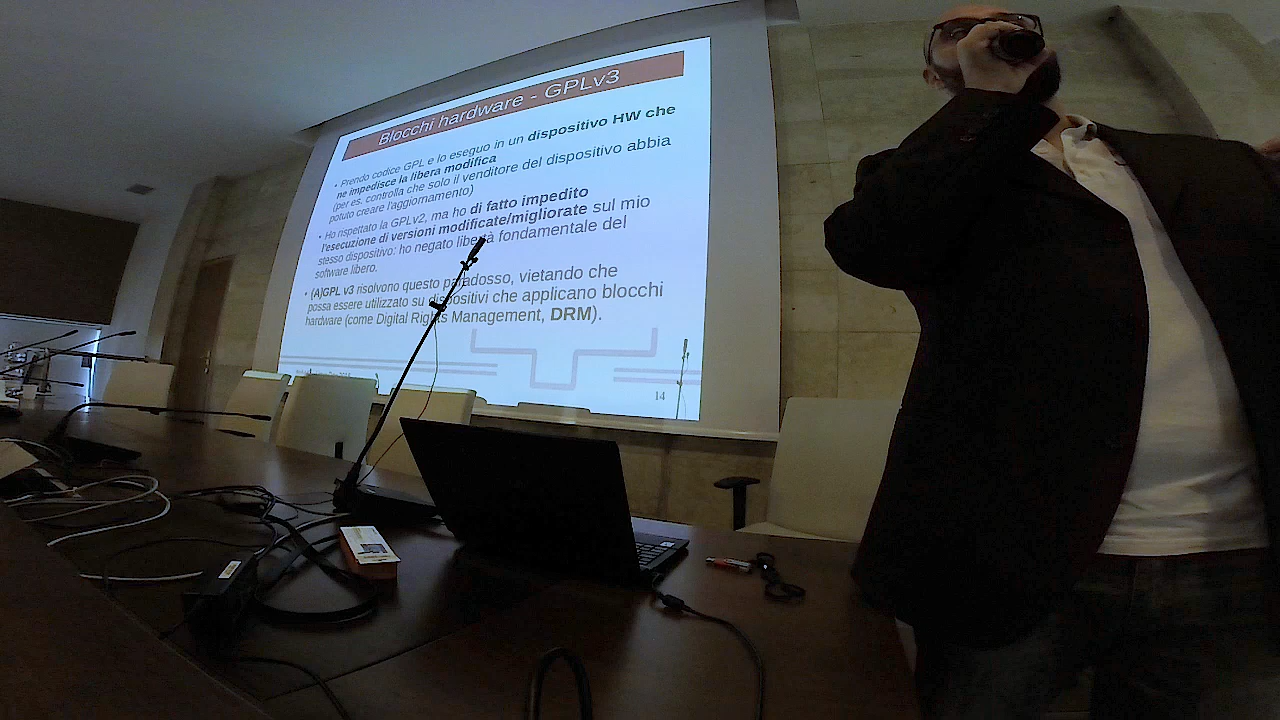 Blocchi hardware - GPLv3
• Prendo codice GPL e lo eseguo in un dispositivo HW che
ne impedisce la libera modifica
(per es. controlla che solo il venditore del dispositivo abbia
potuto creare l'aggiornamento)
• Ho rispettato la GPLv2, ma ho di fatto impedito
l'esecuzione di versioni modificate/migliorate sul mio
stesso dispositivo: ho negato libertà fondamentale del
software libero.
• (A)GPL v3 risolvono questo paradosso, vietando che
possa essere utilizzato su dispositivi che applicano blocchi
hardware (come Digital Rights Management, DRM).
14